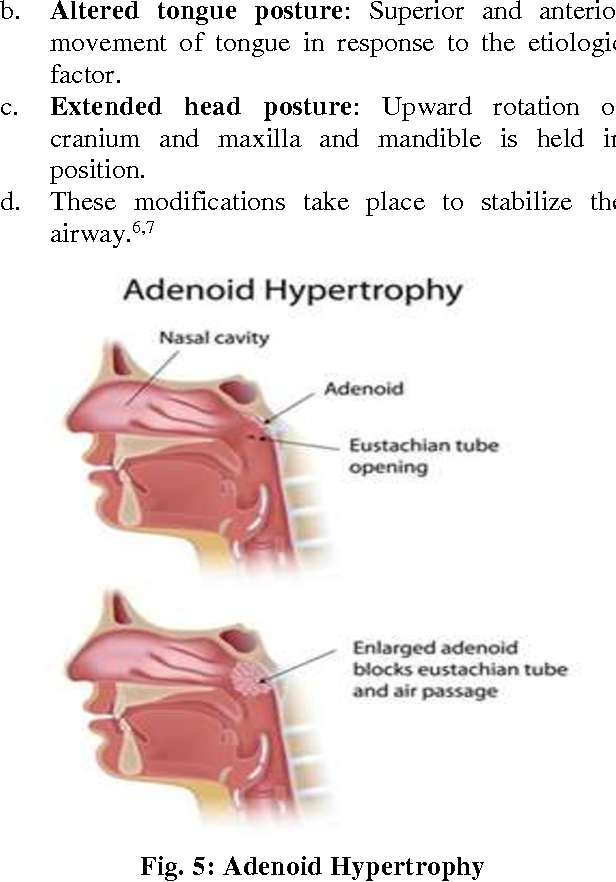 b. Altered tongue posture: Superior and anterio
movement of tongue in response to the etiologi
factor.
c. Extended head posture: Upward rotation o
cranium and maxilla and mandible is held in
position.
d. These modifications take place to stabilize the
airway.6,7
Adenoid Hypertrophy
Nasal cavity
Adenoid
Eustachian tube
opening
Enlarged adenoid
blocks eustachian tube
and air passage
Fig. 5: Adenoid Hypertrophy